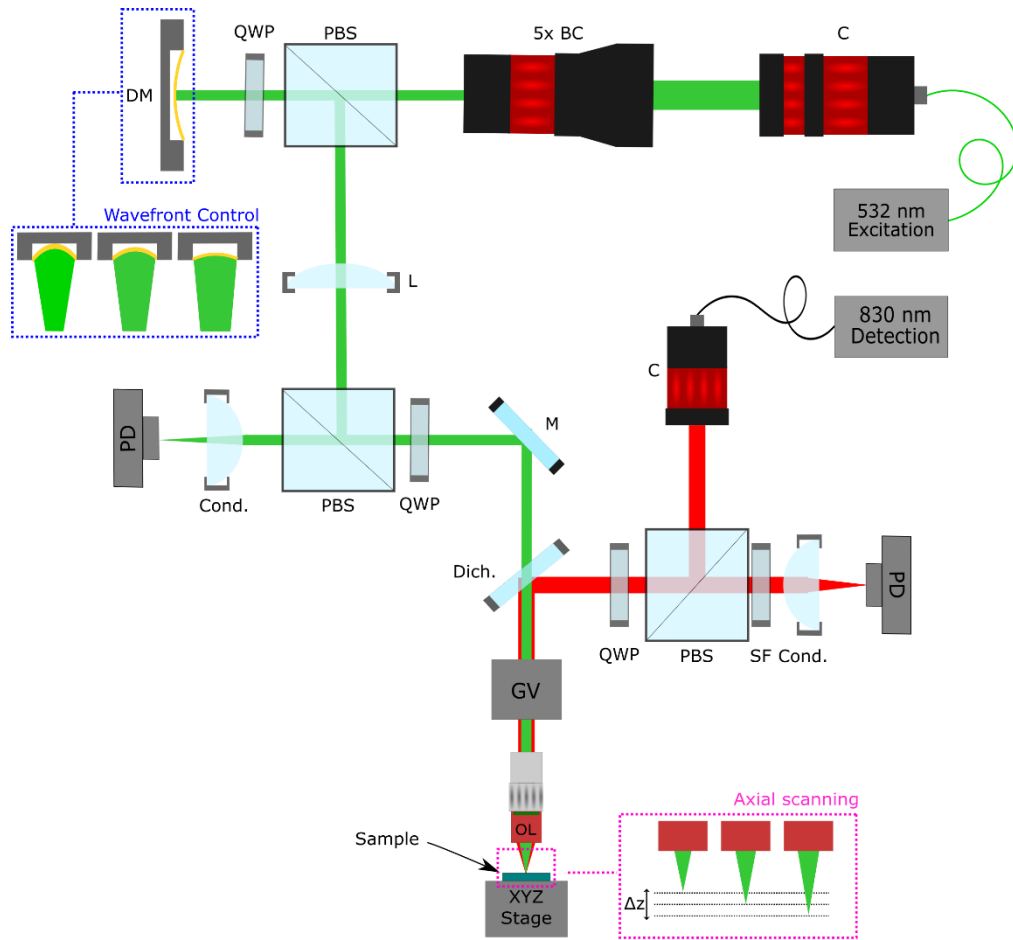 QWP
PBS
5x BC
C
DM
Wavefront Control
532 nm
Excitation
L
830 nm
Detection
C
M
PD
Cond.
PBS
QWP
Dich.
PD
QWP
PBS
SF Cond.
GV
Axial scanning
OL
Sample
Δz
XYZ
Stage